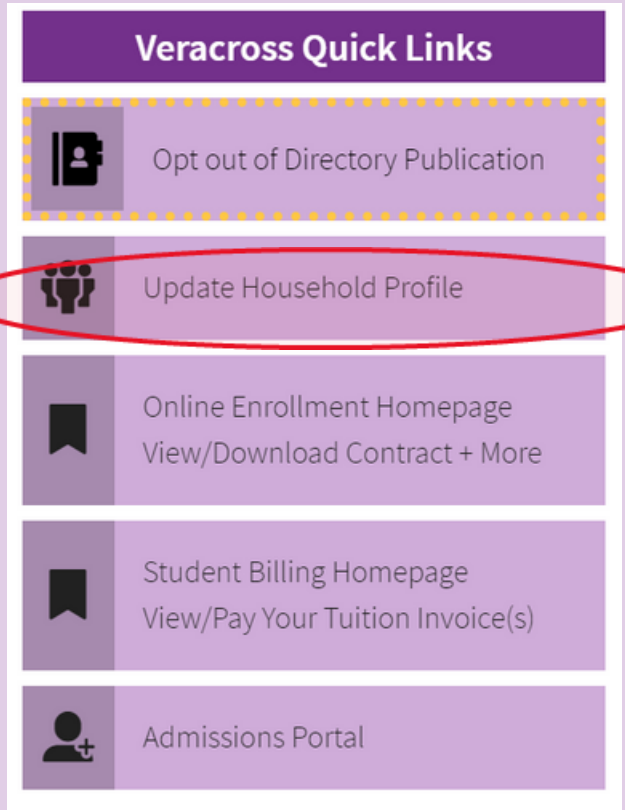 Veracross Quick Links
Opt out of Directory Publication
Update Household Profile
Online Enrollment Homepage
View/Download Contract + More
Student Billing Homepage
View/Pay Your Tuition Invoice(s)
Admissions Portal